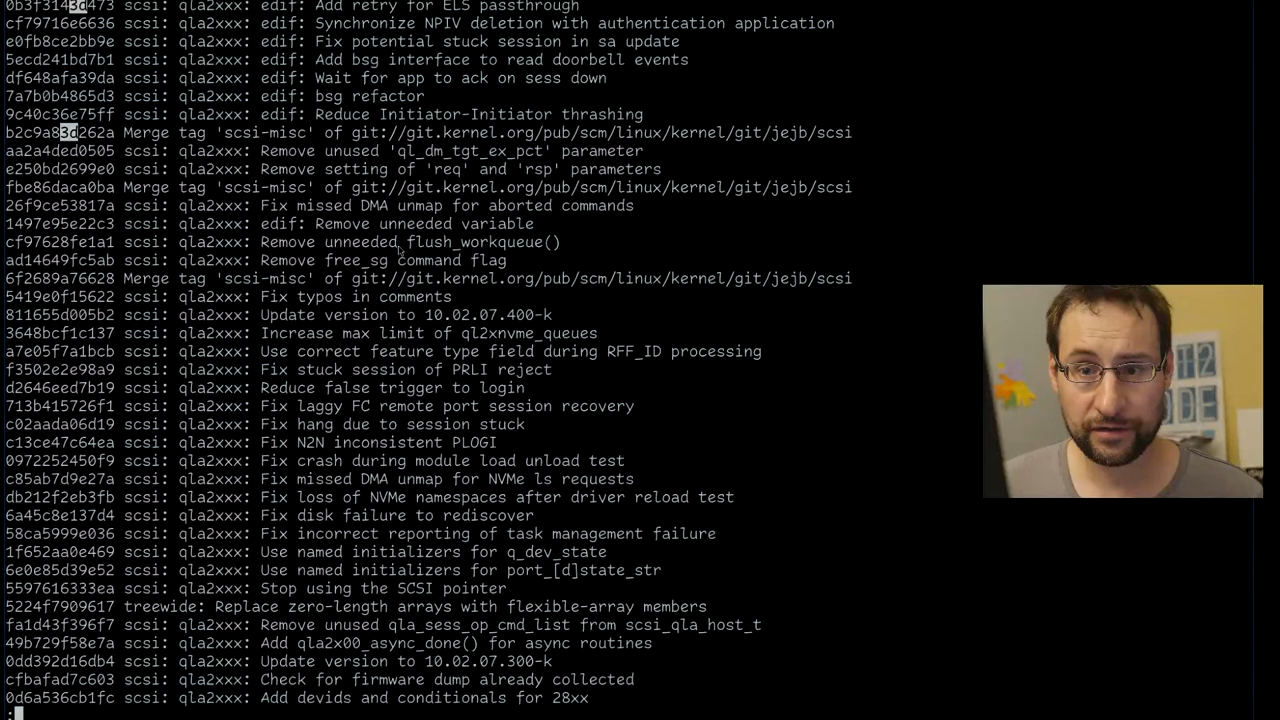 0b3f3143d473 scsi: qla2xxx: edif: Add retry for ELS passthrough
cf79716e6636 scsi: qla2xxx: edif: Synchronize NPIV deletion with authentication application
e0fb8ce2bb9e scsi: qla2xxx: edif: Fix potential stuck session in sa update
5ecd241bd7b1 scsi: qla2xxx: edif: Add bsg interface to read doorbell events
df648afa39da scsi: qla2xxx: edif: Wait for app to ack on sess down
7a7b0b4865d3 scsi: qla2xxx: edif: bsg refactor
9c40c36e75ff scsi: qla2xxx: edif: Reduce Initiator-Initiator thrashing
b2c9a83d262a Merge tag 'scsi-misc' of git://git.kernel.org/pub/scm/linux/kernel/git/jejb/scsi
aa2a4ded0505 scsi: qla2xxx: Remove unused 'ql_dm_tgt_ex_pct' parameter
e250bd2699e0 scsi: qla2xxx: Remove setting of 'req' and 'rsp' parameters
fbe86daca0ba Merge tag 'scsi-misc' of git://git.kernel.org/pub/scm/linux/kernel/git/jejb/scsi
26f9ce53817a scsi: qla2xxx: Fix missed DMA unmap for aborted commands
1497e95e22c3 scsi: qla2xxx: edif: Remove unneeded variable
cf97628fe1a1 scsi: qla2xxx: Remove unneeded flush_workqueue()
ad14649fc5ab scsi: qla2xxx: Remove free_sg command flag
6f2689a76628 Merge tag 'scsi-misc' of git://git.kernel.org/pub/scm/linux/kernel/git/jejb/scsi
5419e0f15622 scsi: qla2xxx: Fix typos in comments
811655d005b2 scsi: qla2xxx: Update version to 10.02.07.400-k
3648bcf1c137 scsi: qla2xxx: Increase max limit of ql2xnvme_queues
a7e05f7a1bcb scsi: qla2xxx: Use correct feature type field during RFF_ID processing
f3502e2e98a9 scsi: qla2xxx: Fix stuck session of PRLI reject
d2646eed7b19 scsi: qla2xxx: Reduce false trigger to login
713b415726f1 scsi: qla2xxx: Fix laggy FC remote port session recovery
c02aada06d19 scsi: qla2xxx: Fix hang due to session stuck
c13ce47c64ea scsi: qla2xxx: Fix N2N inconsistent PLOGI
0972252450f9 scsi: qla2xxx: Fix crash during module load unload test
c85ab7d9e27a scsi: qla2xxx: Fix missed DMA unmap for NVMe ls requests
db212f2eb3fb scsi: qla2xxx: Fix loss of NVMe namespaces after driver reload test
6a45c8e137d4 scsi: qla2xxx: Fix disk failure to rediscover
58ca5999e036 scsi: qla2xxx: Fix incorrect reporting of task management failure
1f652aa0e469 scsi: qla2xxx: Use named initializers for q_dev_state
6e0e85d39e52 scsi: qla2xxx: Use named initializers for port_[d]state_str
5597616333ea scsi: qla2xxx: Stop using the SCSI pointer
5224f7909617 treewide: Replace zero-length arrays with flexible-array members
fa1d43f396f7 scsi: qla2xxx: Remove unused qla_sess_op_cmd_list from scsi_qla_host_t
49b729f58e7a scsi: qla2xxx: Add qla2x00_async_done() for async routines
0dd392d16db4 scsi: qla2xxx: Update version to 10.02.07.300-k
cfbafad7c603 scsi: qla2xxx: Check for firmware dump already collected
0d6a536cb1fc scsi: qla2xxx: Add devids and conditionals for 28xx
: